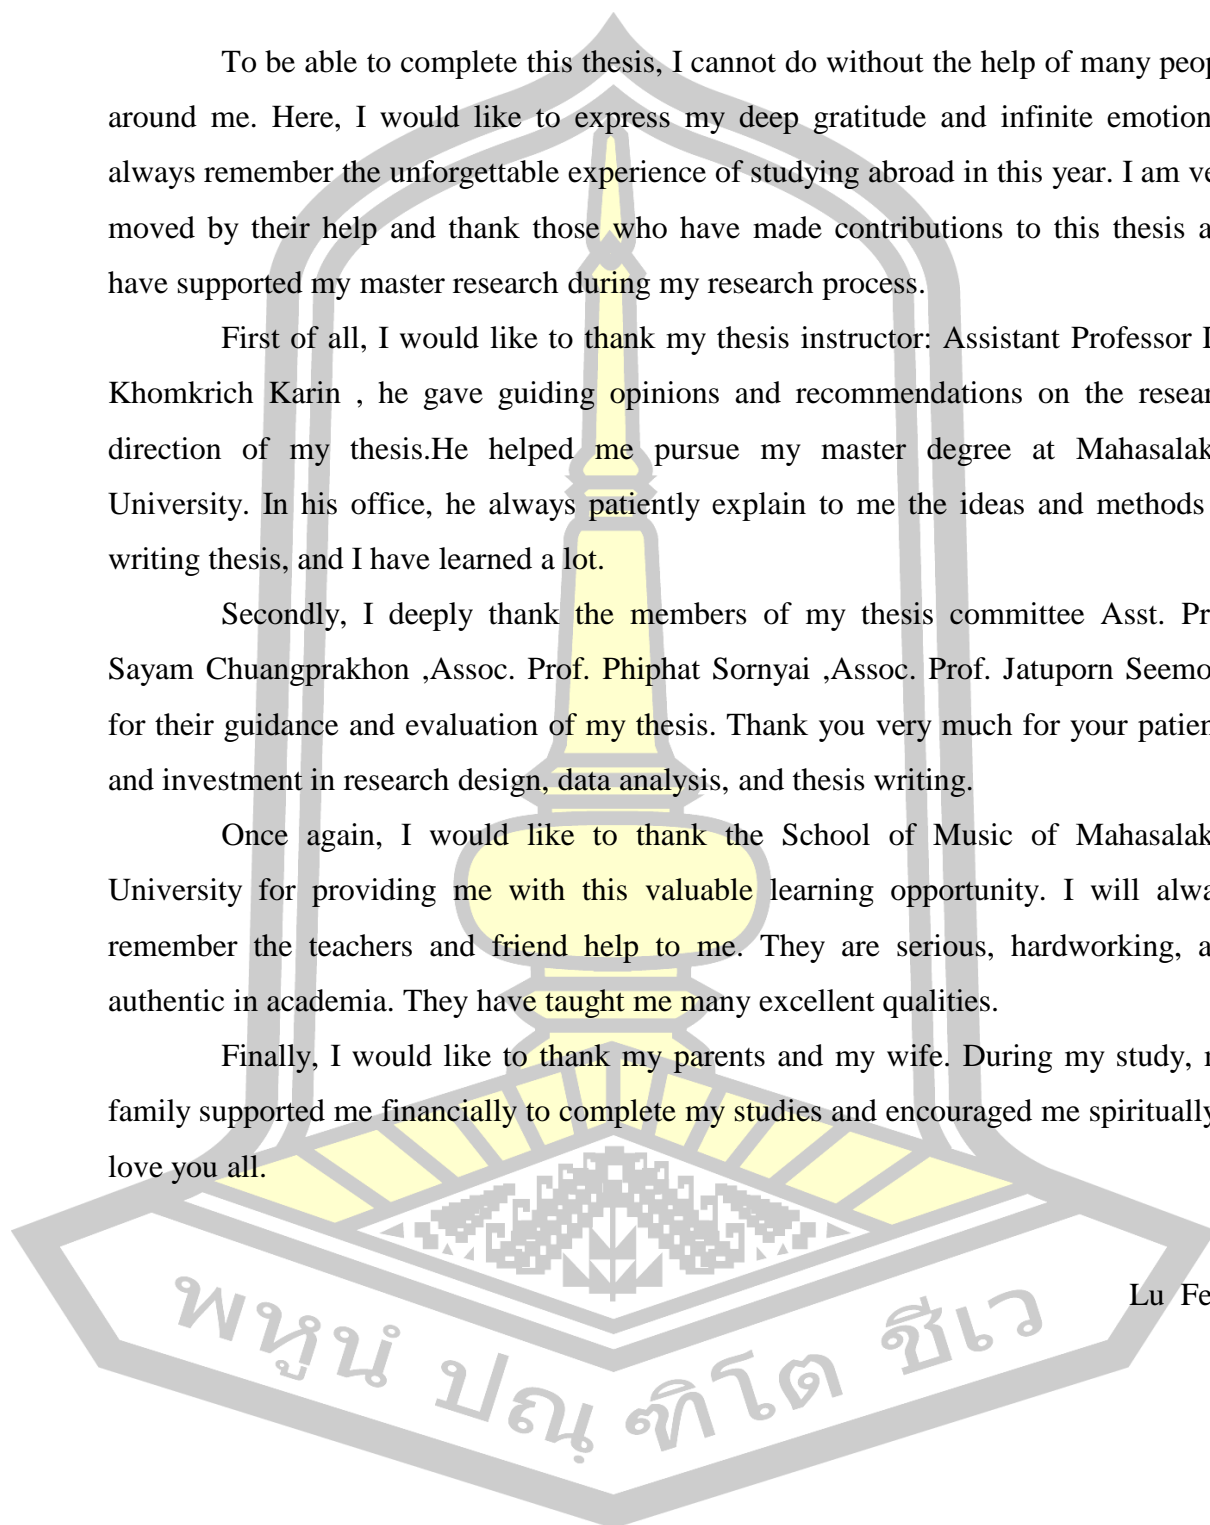 To be able to complete this thesis, I cannot do without the help of many peop
around me. Here, I would like to express my deep gratitude and infinite emotion
always remember the unforgettable experience of studying abroad in this year. I am ve
moved by their help and thank those who have made contributions to this thesis a
have supported my master research during my research process.
First of all, I would like to thank my thesis instructor: Assistant Professor D
Khomkrich Karin , he gave guiding opinions and recommendations on the resear
direction of my thesis.He helped me pursue my master degree at Mahasalak
University. In his office, he always patiently explain to me the ideas and methods
writing thesis, and I have learned a lot.
Secondly, I deeply thank the members of my thesis committee Asst. Pr
Sayam Chuangprakhon ,Assoc. Prof. Phiphat Sornyai ,Assoc. Prof. Jatuporn Seemo
for their guidance and evaluation of my thesis. Thank you very much for your patien
and investment in research design, data analysis, and thesis writing.
Once again, I would like to thank the School of Music of Mahasalak
University for providing me with this valuable learning opportunity. I will alwa
remember the teachers and friend help to me. They are serious, hardworking, a
authentic in academia. They have taught me many excellent qualities.
Finally, I would like to thank my parents and my wife. During my study, m
family supported me financially to complete my studies and encouraged me spiritually
love you all.
Lu Fe
พหูนํ ปณฺ ฑิโต ชีเว